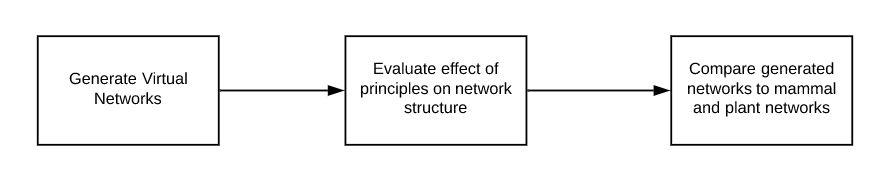 Generate Virtual
Networks
Evaluate effect of
principles on network
structure
Compare generated
networks to mammal
and plant networks